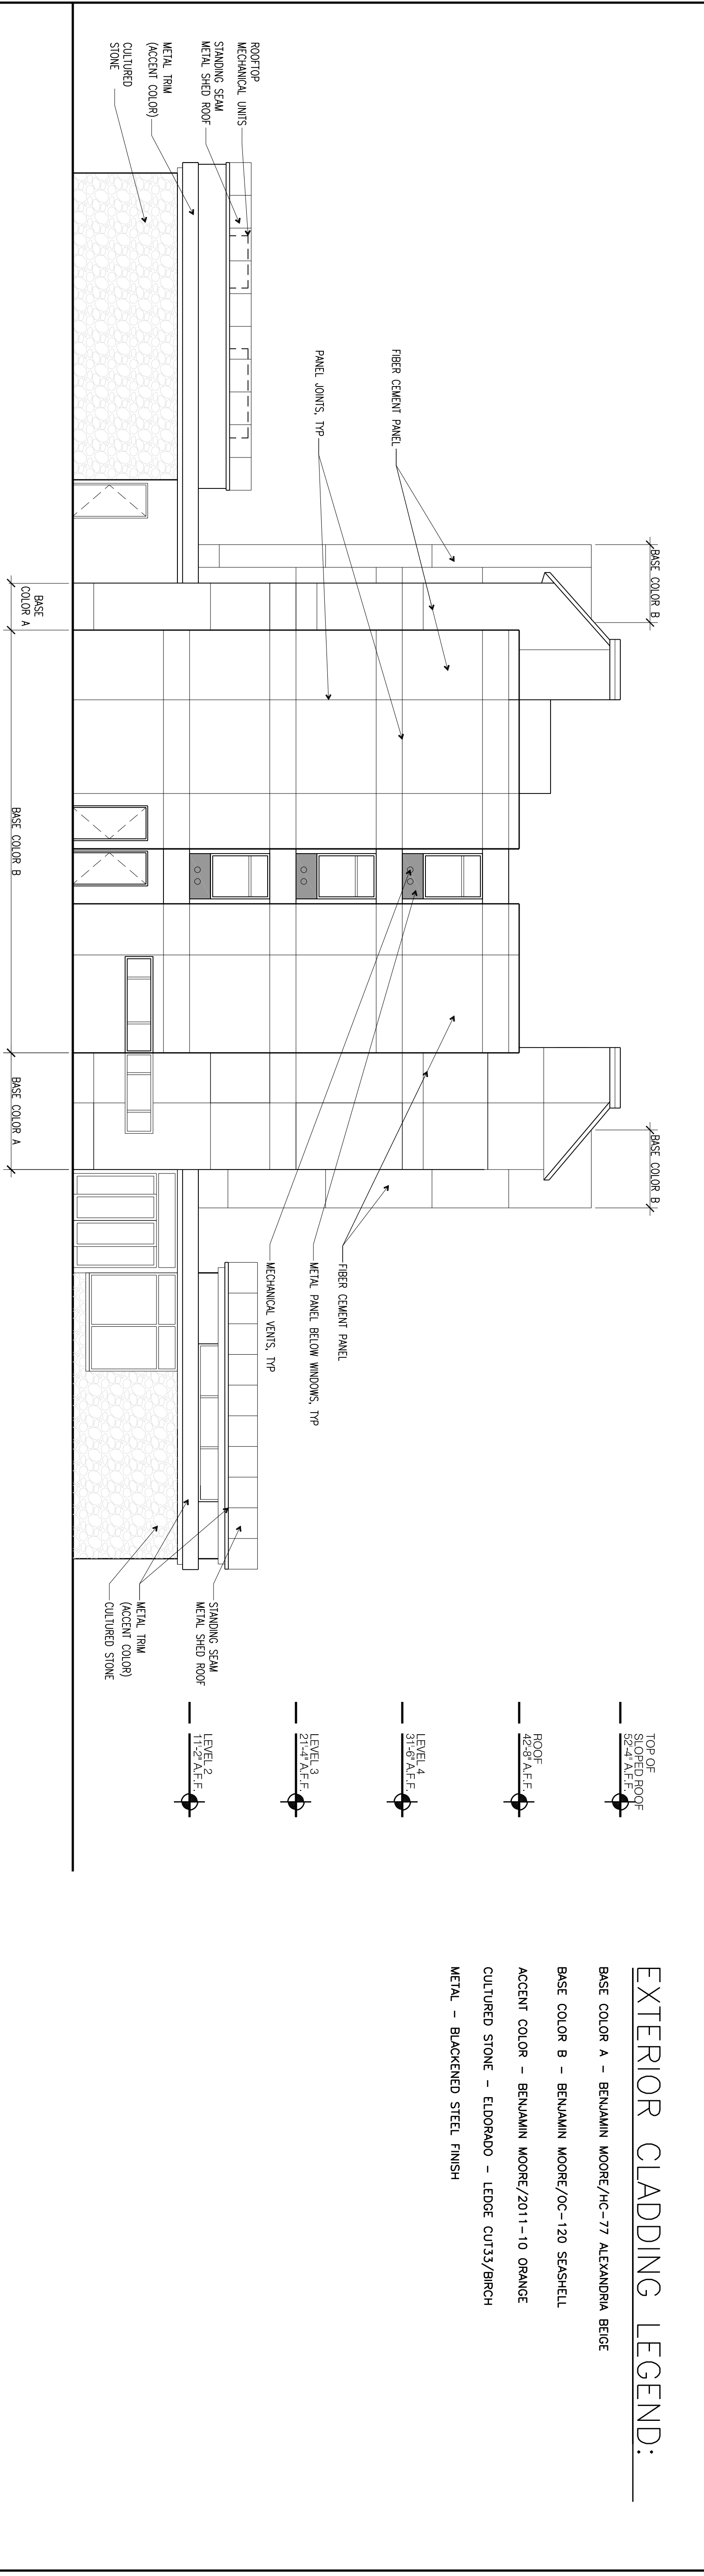 ROOFTOP
MECHANICAL UNITS
STANDING SEAM
METAL SHED ROOF
METAL TRIM
(ACCENT COLOR)
CULTURED
STONE
FIBER CEMENT PANEL
PANEL JOINTS, TYP
BASE COLOR B
BASE
COLOR A
BASE COLOR B
BASE COLOR A
BASE COLOR B
FIBER CEMENT PANEL
METAL PANEL BELOW WINDOWS, TYP
MECHANICAL VENTS, TYP
STANDING SEAM
METAL SHED ROOF
METAL TRIM
(ACCENT COLOR)
CULTURED STONE
TOP OF
SLOPED ROOF
52'-4" A.F.F.
ROOF
42'-8" A.F.F.
LEVEL 4
31'-6" A.F.F.
LEVEL 3
21'-4" A.F.F.
LEVEL 2
11'-2" A.F.F.
EXTERIOR CLADDING LEGEND:
BASE COLOR A - BENJAMIN MOORE/HC-77 ALEXANDRIA BEIGE
BASE COLOR B - BENJAMIN MOORE/OC-120 SEASHELL
ACCENT COLOR - BENJAMIN MOORE/2011-10 ORANGE
CULTURED STONE - ELDORADO - LEDGE CUT33/BIRCH
METAL - BLACKENED STEEL FINISH